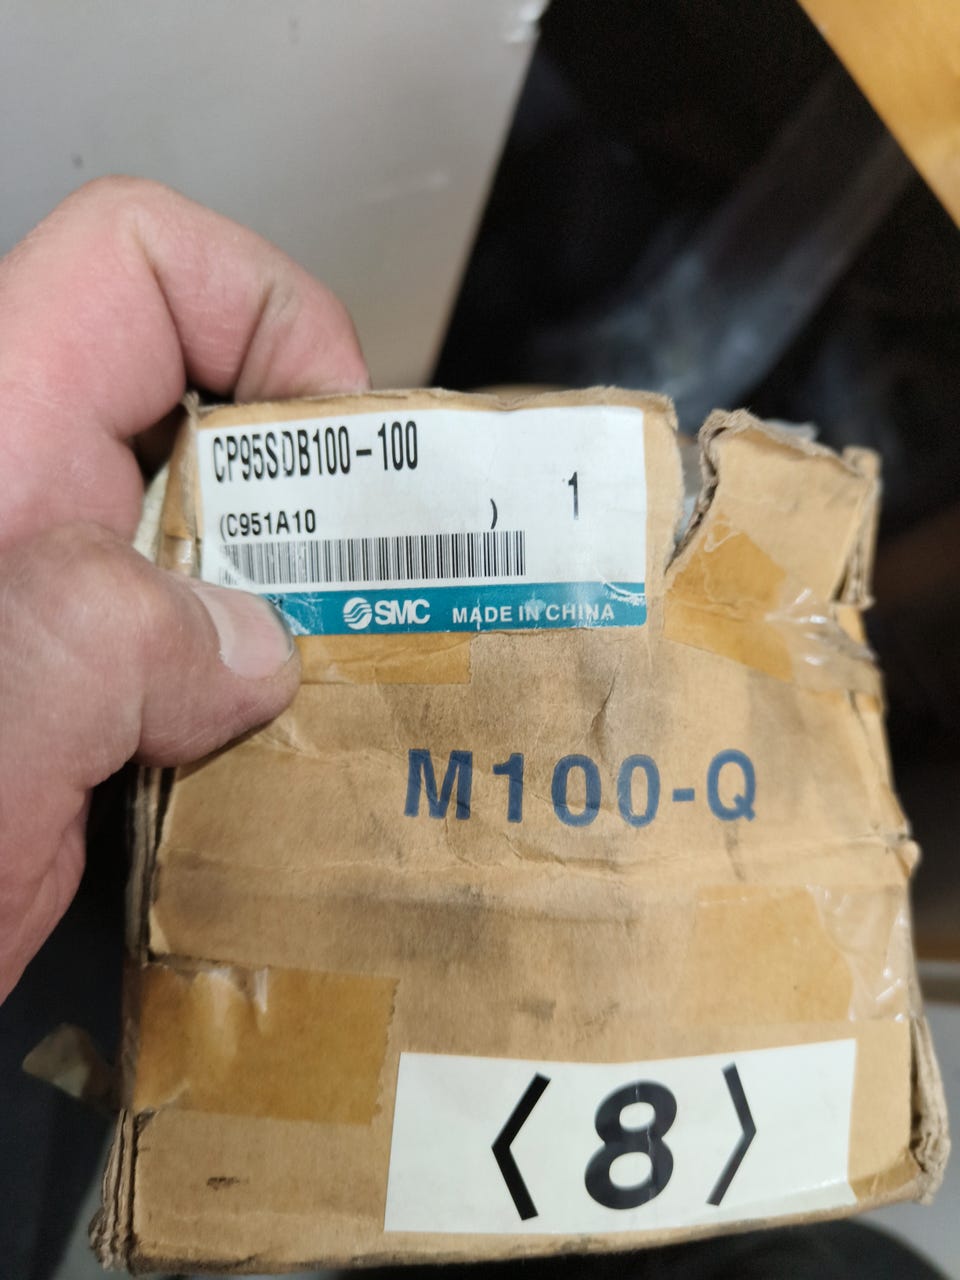 CP95SDB100-100
1
(C951A10 )
SMC MADE IN CHINA
M100-Q
〈8〉